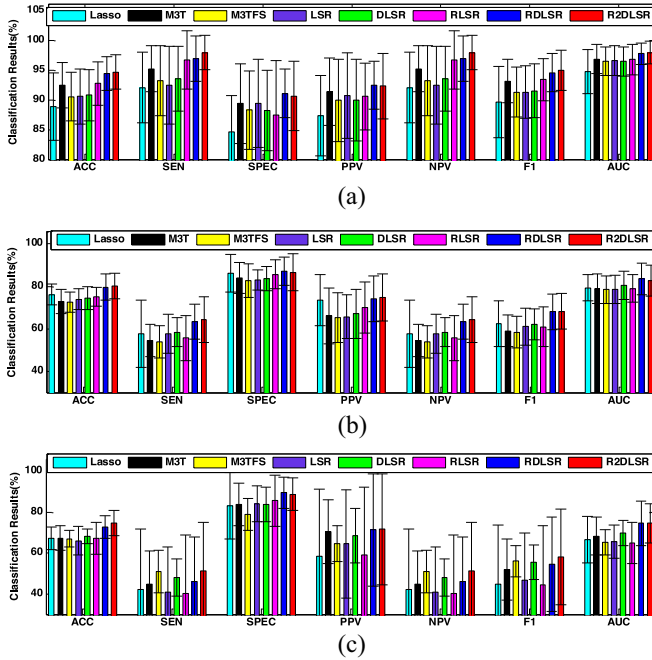 105
Lasso M3T M3TFS LSR DLSR RLSR RDLSR R2DLSR
100
95
90
85
80
Classification Results(%)
ACC SEN SPEC PPV NPV F1 AUC
(a)
Lasso M3T M3TFS LSR DLSR RLSR RDLSR R2DLSR
100
80
60
40
Classification Results(%)
ACC SEN SPEC PPV NPV F1 AUC
(b)
100
Lasso M3T M3TFS LSR DLSR RLSR RDLSR R2DLSR
80
60
40
Classification Results(%)
ACC SEN SPEC PPV NPV F1 AUC
(c)